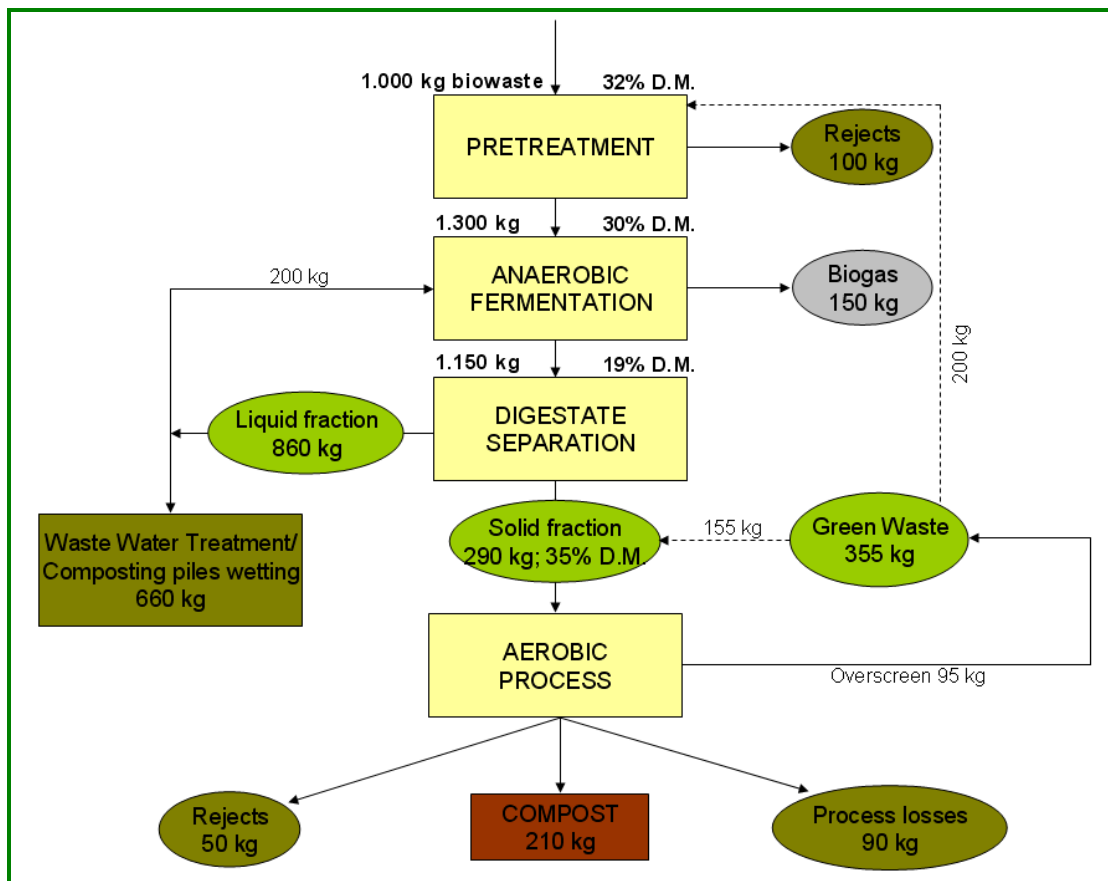 1.000 kg biowaste
32% D.M.
PRETREATMENT
Rejects
100 kg
1.300 kg
30% D.M.
200 kg
ANAEROBIC
FERMENTATION
Biogas
150 kg
200 kg
1.150 kg
19% D.M.
Liquid fraction
860 kg
DIGESTATE
SEPARATION
Solid fraction
290 kg; 35% D.M.
155 kg
Green Waste
355 kg
Waste Water Treatment/
Composting piles wetting
660 kg
AEROBIC
PROCESS
Overscreen 95 kg
Rejects
50 kg
COMPOST
210 kg
Process losses
90 kg